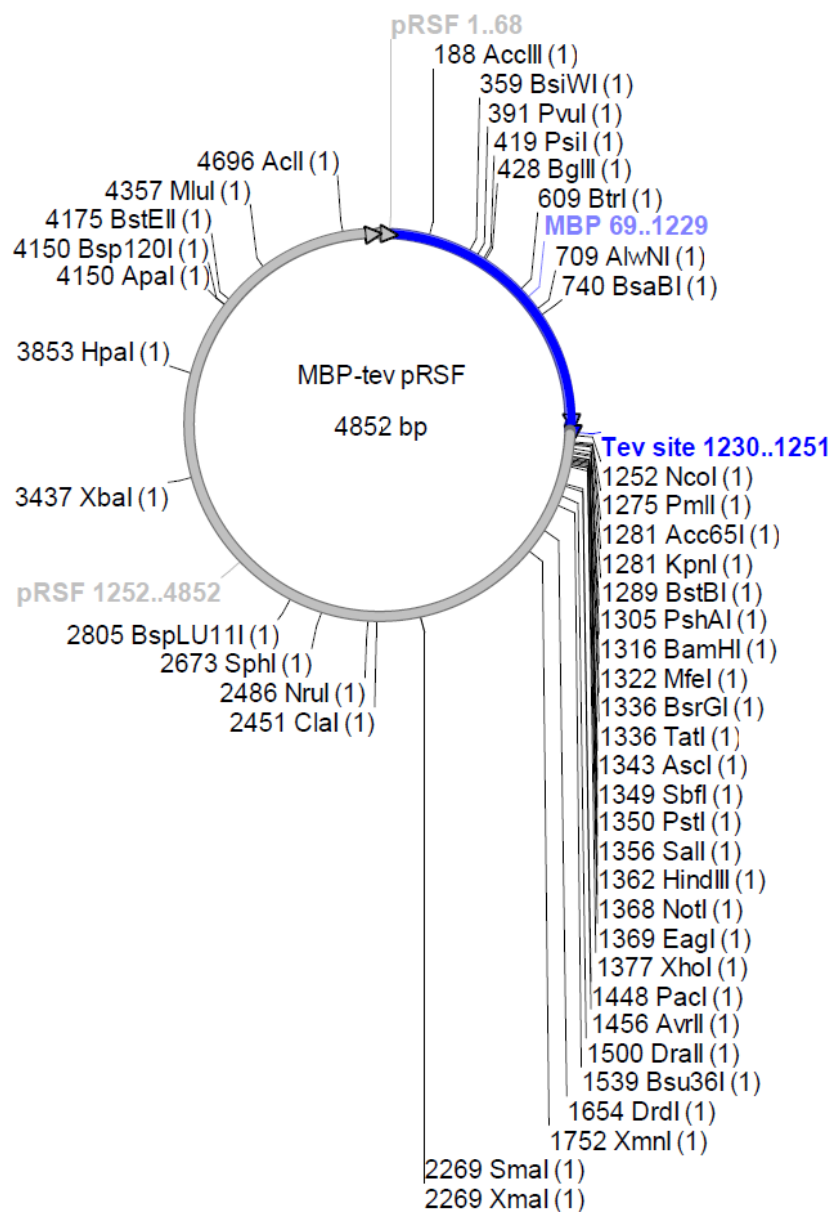 pRSF 1..68
188 AccIII (1)
359 BsiWI (1)
391 PvuI (1)
419 PsiI (1)
428 BglII (1)
609 BtrI (1)
MBP 69..1229
709 AlwNI (1)
740 BsaBI (1)
4696 AclI (1)
4357 MluI (1)
4175 BstEII (1)
4150 Bsp120I (1)
4150 ApaI (1)
3853 HpaI (1)
MBP-tev pRSF
4852 bp
3437 XbaI (1)
pRSF 1252..4852
2805 BspLU11I (1)
2673 SphI (1)
2486 NruI (1)
2451 ClaI (1)
Tev site 1230..1251
1252 NcoI (1)
1275 PmlI (1)
1281 Acc65I (1)
1281 KpnI (1)
1289 BstBI (1)
1305 PshAI (1)
1316 BamHI (1)
1322 MfeI (1)
1336 BsrGI (1)
1336 TatI (1)
1343 AscI (1)
1349 SbfI (1)
1350 PstI (1)
1356 SalI (1)
1362 HindIII (1)
1368 NotI (1)
1369 EagI (1)
1377 XhoI (1)
1448 PacI (1)
1456 AvrII (1)
1500 DraII (1)
1539 Bsu36I (1)
1654 DrdI (1)
1752 XmnI (1)
2269 SmaI (1)
2269 XmaI (1)